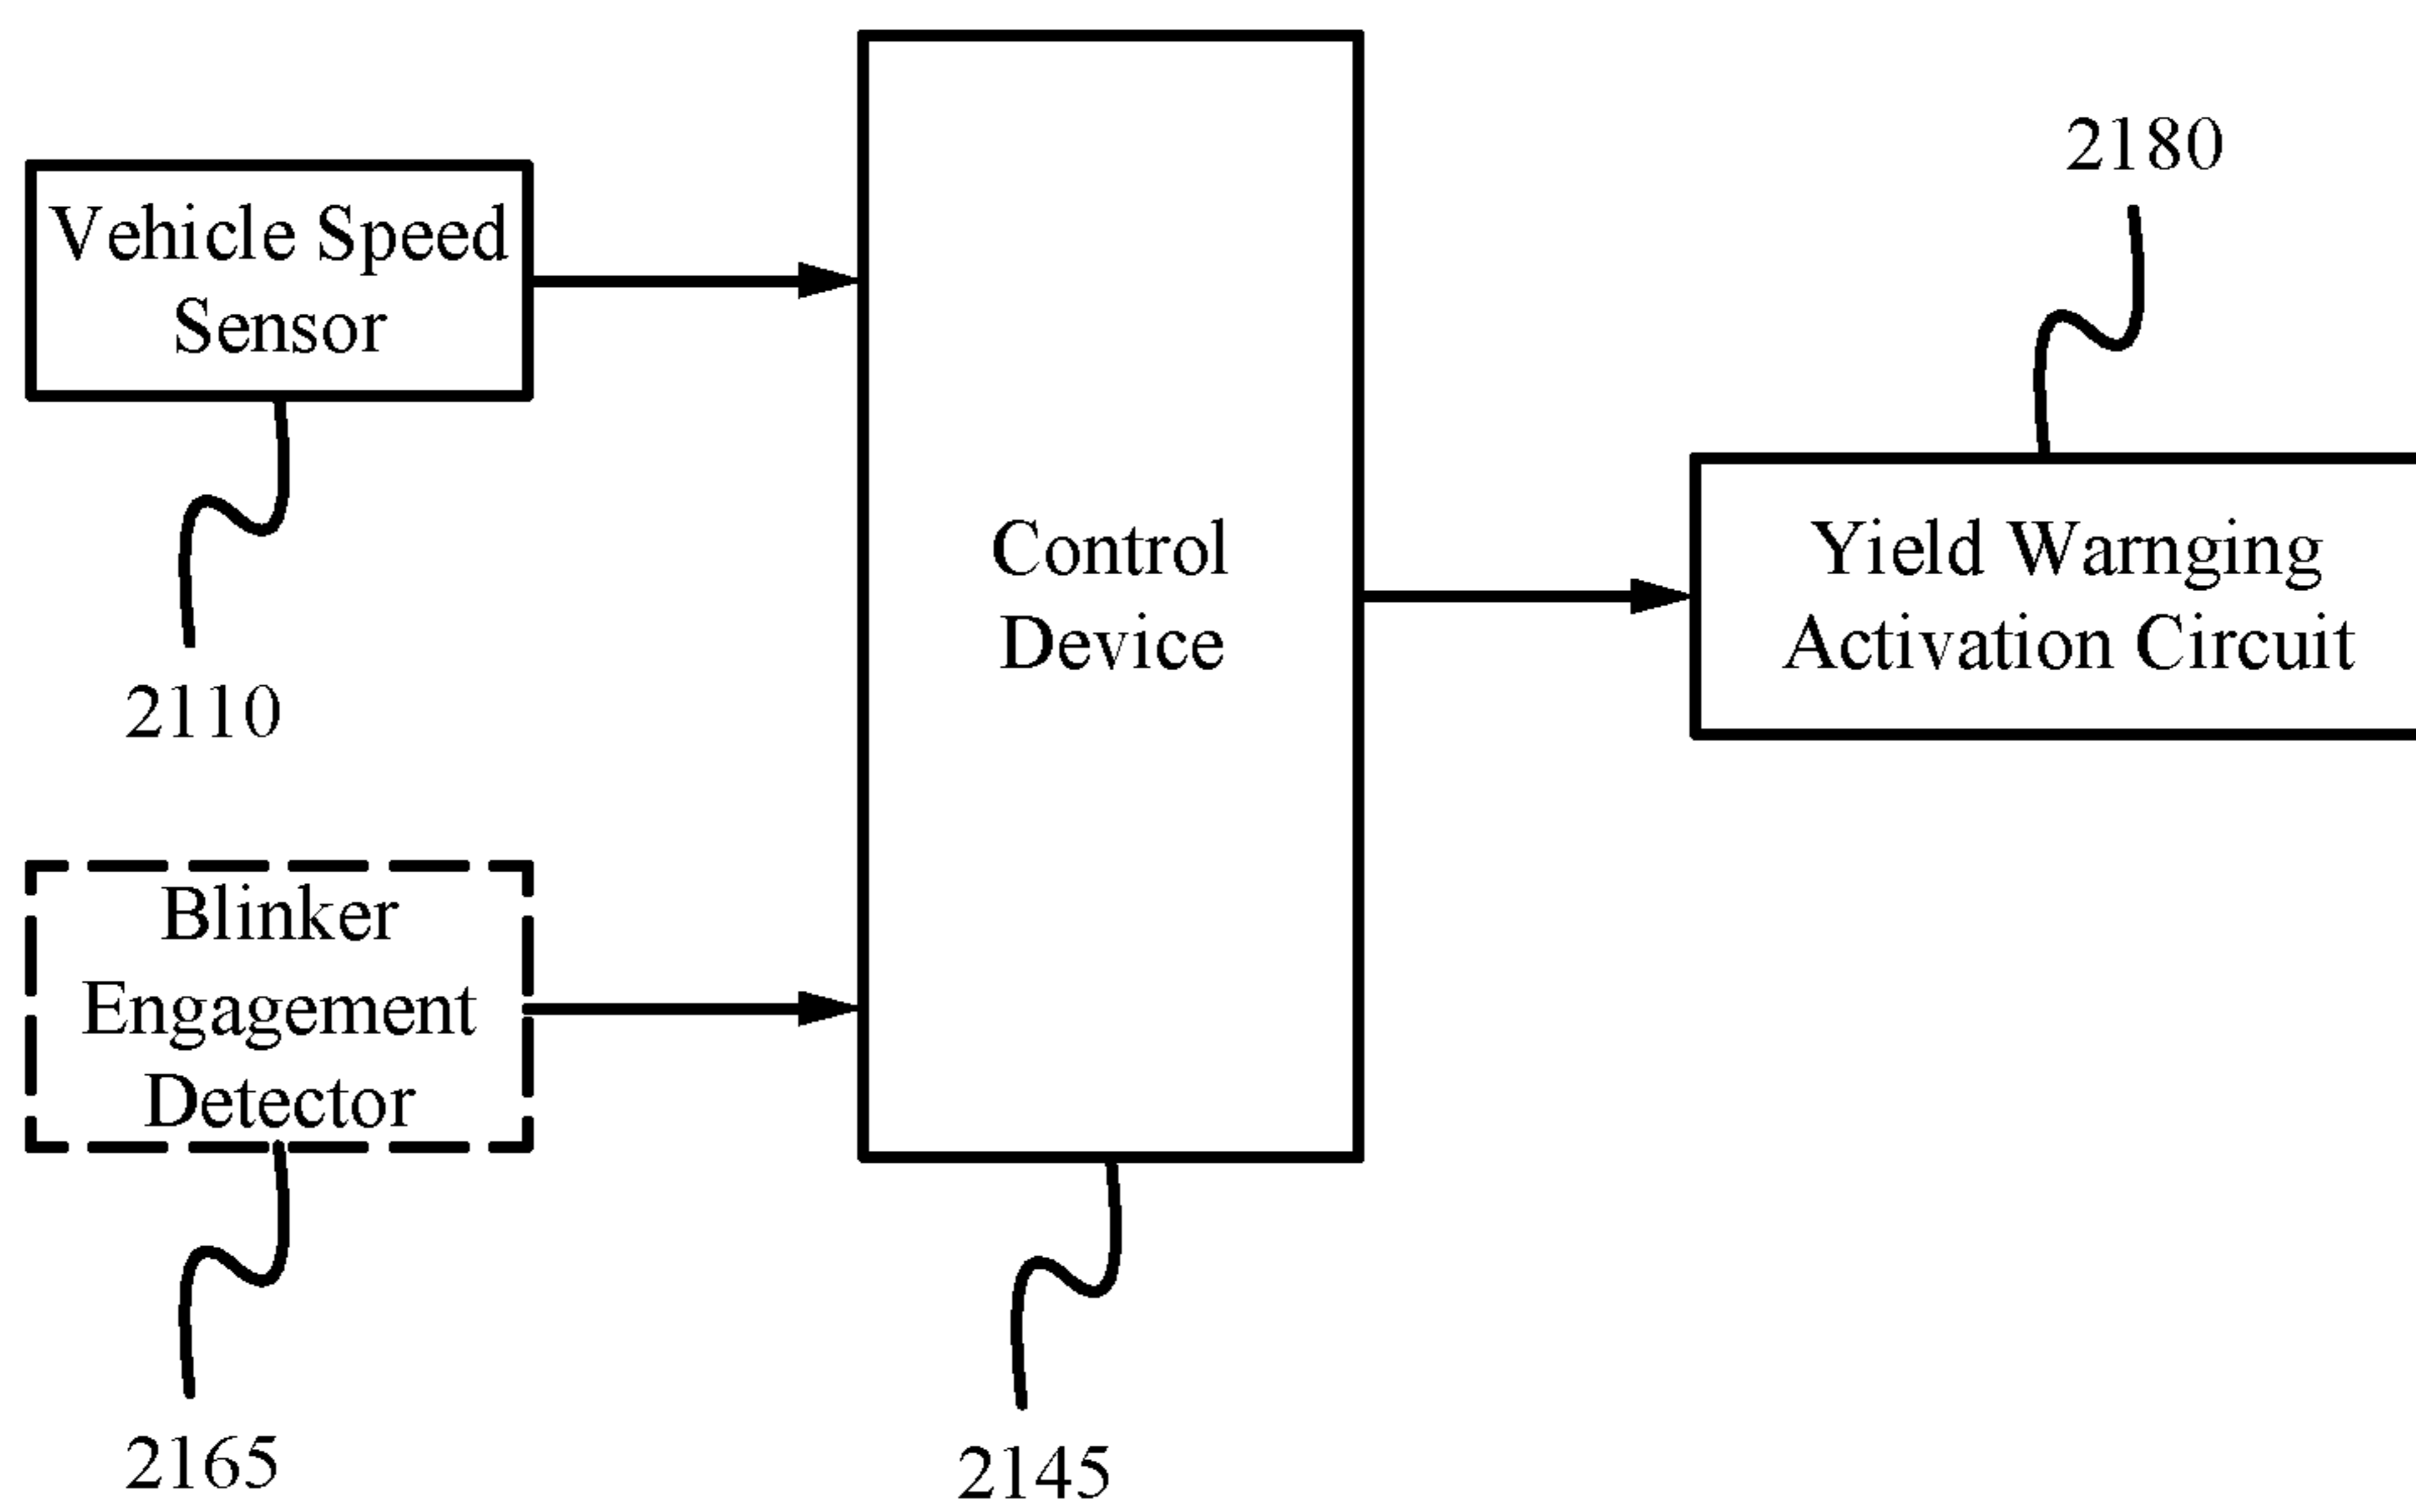 Vehicle Speed
Sensor
2110
Blinker
Engagement
Detector
2165
Control
Device
2145
2180
Yield Warnging
Activation Circuit